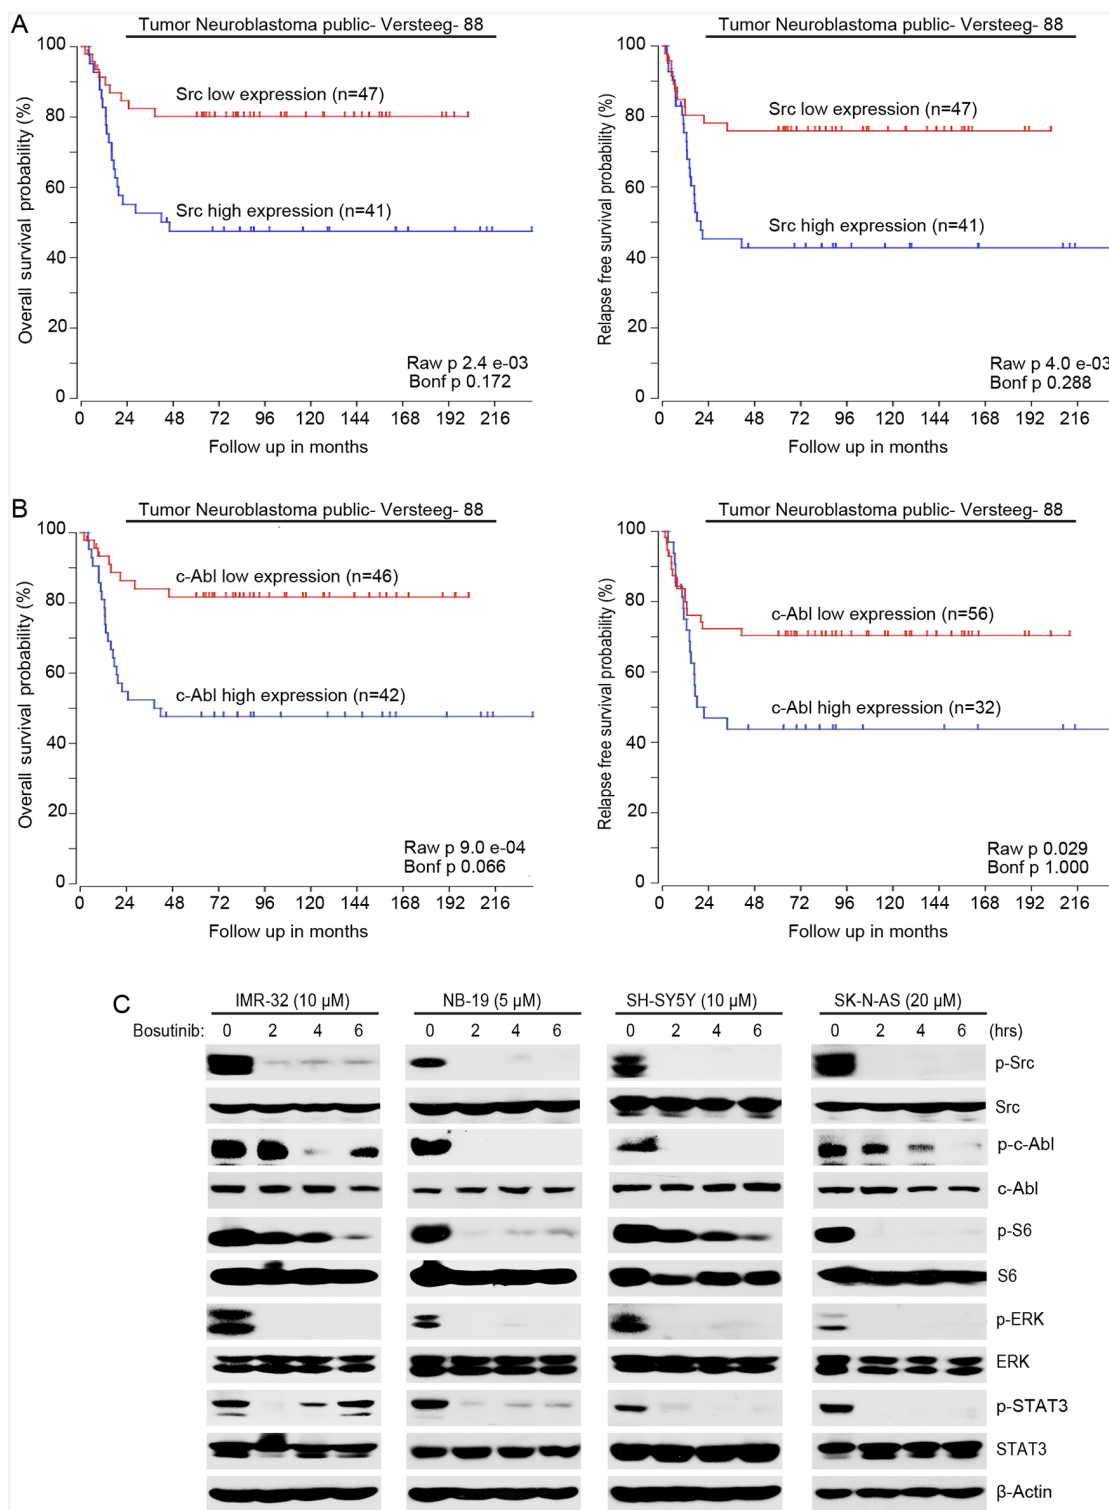 A
Tumor Neuroblastoma public- Versteeg- 88
Overall survival probability (%)
100
80
60
40
20
0
Src low expression (n=47)
Src high expression (n=41)
Raw p 2.4 e-03
Bonf p 0.172
0 24 48 72 96 120 144 168 192 216
Follow up in months
Tumor Neuroblastoma public- Versteeg- 88
Relapse free survival probability (%)
100
80
60
40
20
0
Src low expression (n=47)
Src high expression (n=41)
Raw p 4.0 e-03
Bonf p 0.288
0 24 48 72 96 120 144 168 192 216
Follow up in months
B
Tumor Neuroblastoma public- Versteeg- 88
Overall survival probability (%)
100
80
60
40
20
0
c-Abl low expression (n=46)
c-Abl high expression (n=42)
Raw p 9.0 e-04
Bonf p 0.066
0 24 48 72 96 120 144 168 192 216
Follow up in months
Tumor Neuroblastoma public- Versteeg- 88
Relapse free survival probability (%)
100
80
60
40
20
0
c-Abl low expression (n=56)
c-Abl high expression (n=32)
Raw p 0.029
Bonf p 1.000
0 24 48 72 96 120 144 168 192 216
Follow up in months
C
IMR-32 (10 µM) NB-19 (5 µM) SH-SY5Y (10 µM) SK-N-AS (20 µM)
Bosutinib: 0 2 4 6 0 2 4 6 0 2 4 6 0 2 4 6 (hrs)
p-Src
Src
p-c-Abl
c-Abl
p-S6
S6
p-ERK
ERK
p-STAT3
STAT3
β-Actin